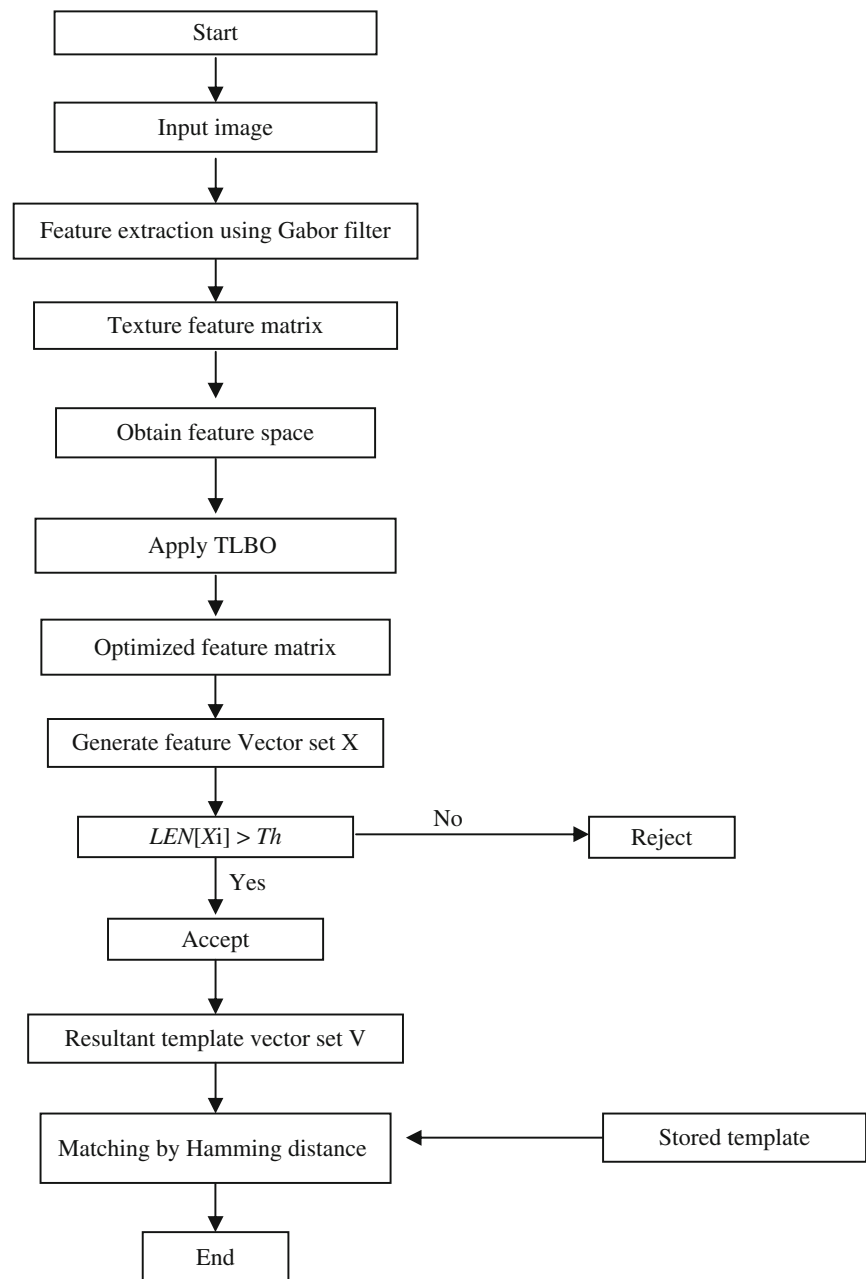 Start
Input image
Feature extraction using Gabor filter
Texture feature matrix
Obtain feature space
Apply TLBO
Optimized feature matrix
Generate feature Vector set X
LEN[Xi] > Th
No
Reject
Yes
Accept
Resultant template vector set V
Matching by Hamming distance
Stored template
End